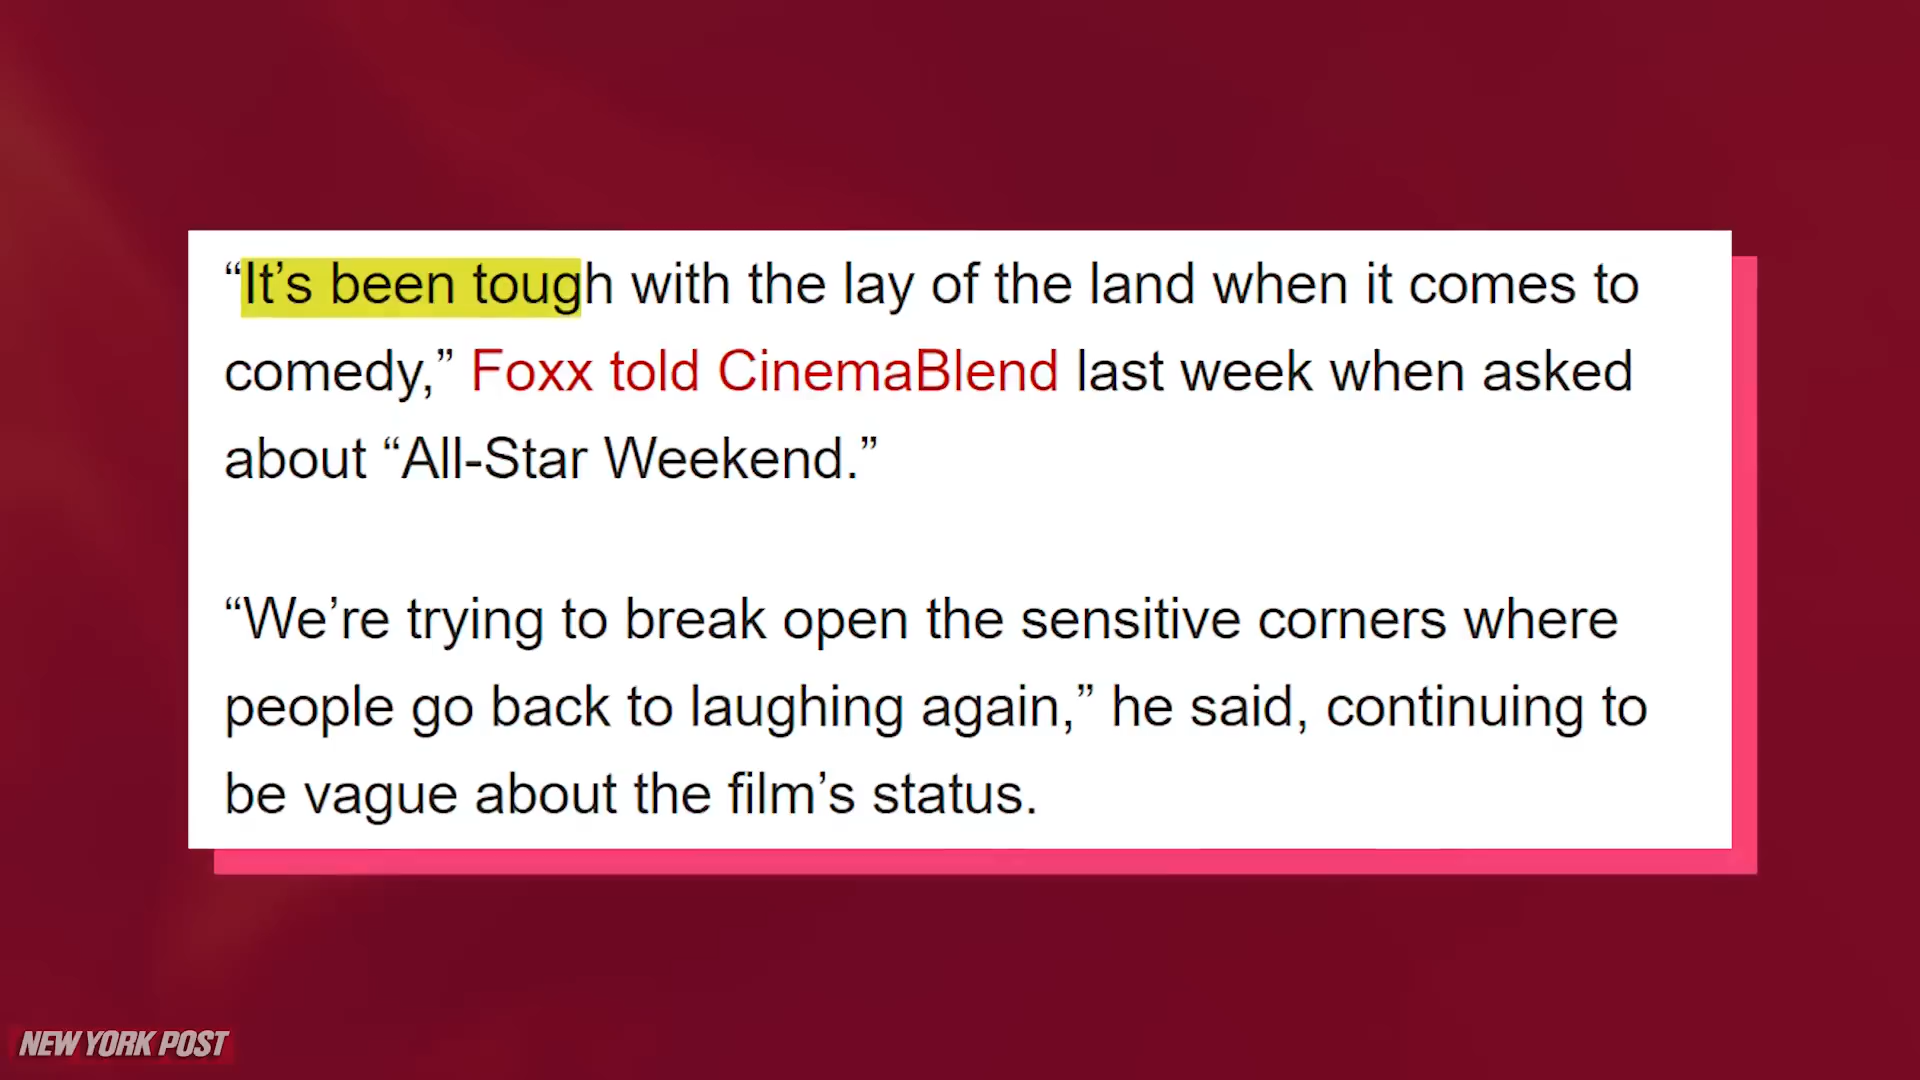 “It’s been tough with the lay of the land when it comes to
comedy,” Foxx told CinemaBlend last week when asked
about “All-Star Weekend.”
“We’re trying to break open the sensitive corners where
people go back to laughing again,” he said, continuing to
be vague about the film’s status.
NEW YORK POST